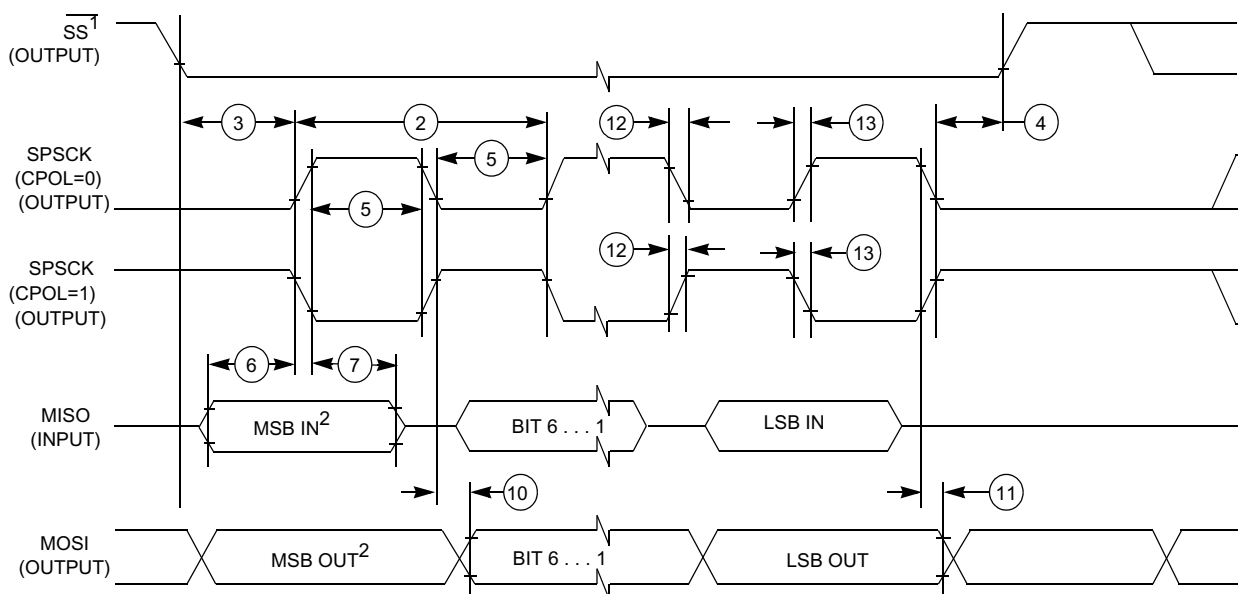 SS1
(OUTPUT)
3
2
12
13
4
SPSCK
(CPOL=0)
(OUTPUT)
5
5
SPSCK
(CPOL=1)
(OUTPUT)
12
13
6
7
MISO
(INPUT)
MSB IN2
BIT 6 . . . 1
LSB IN
10
11
MOSI
(OUTPUT)
MSB OUT2
BIT 6 . . . 1
LSB OUT